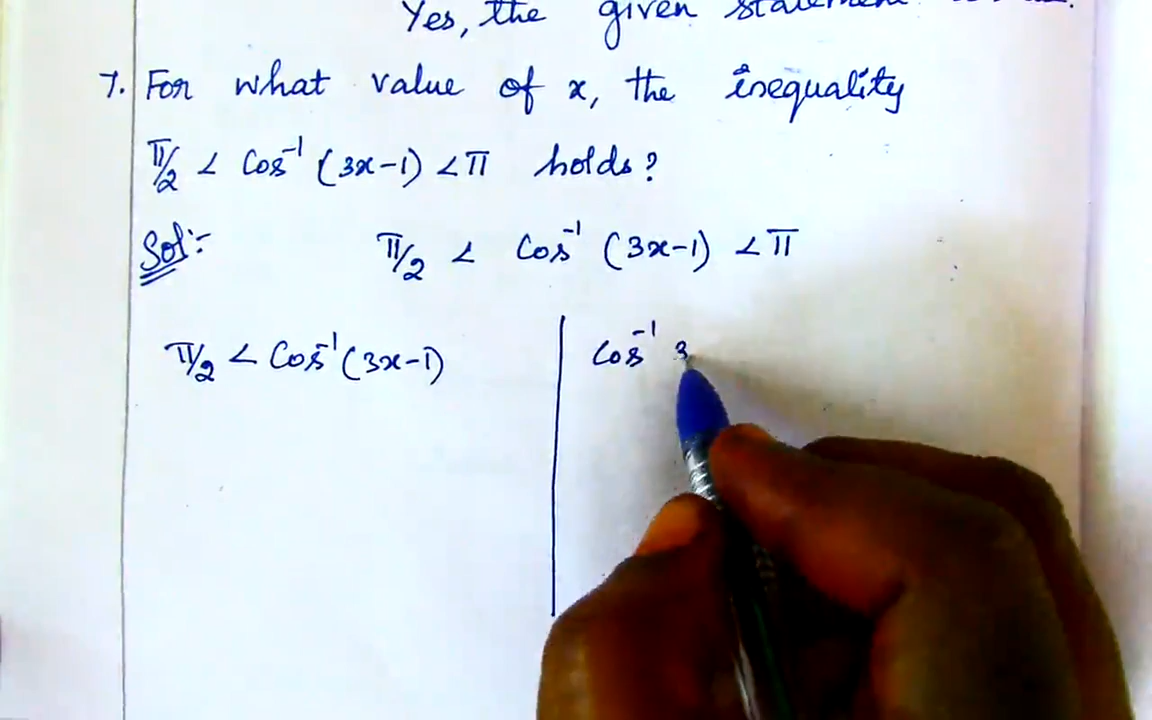 Yes, the given statement
7. For what value of x, the inequality
π/2 < Cos⁻¹ (3x-1) < π holds?
Sol:- π/2 < Cos⁻¹ (3x-1) < π
π/2 < Cos⁻¹(3x-1)
Cos⁻¹ 3